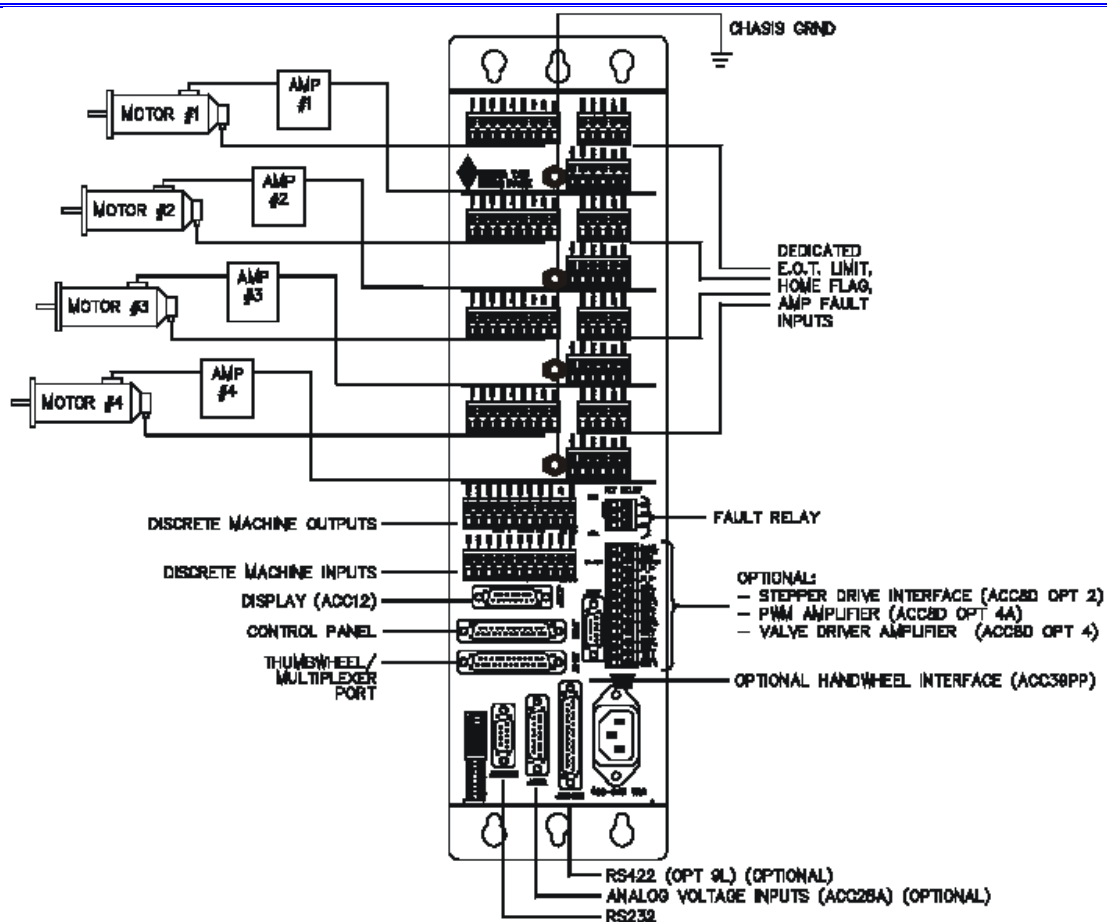 CHASIS GRND
AMP
#1
MOTOR #1
AMP
#2
MOTOR #2
AMP
#3
MOTOR #3
AMP
#4
MOTOR #4
DEDICATED
E.O.T. LIMIT,
HOME FLAG,
AMP FAULT
INPUTS
DISCRETE MACHINE OUTPUTS
FAULT RELAY
DISCRETE MACHINE INPUTS
DISPLAY (ACC12)
CONTROL PANEL
THUMBWHEEL/
MULTIPLEXER
PORT
OPTIONAL:
– STEPPER DRIVE INTERFACE (ACC8D OPT 2)
– PWM AMPLIFIER (ACC8D OPT 4A)
– VALVE DRIVER AMPLIFIER (ACC8D OPT 4)
OPTIONAL HANDWHEEL INTERFACE (ACC39PP)
RS422 (OPT 9L) (OPTIONAL)
ANALOG VOLTAGE INPUTS (ACC28A) (OPTIONAL)
RS232